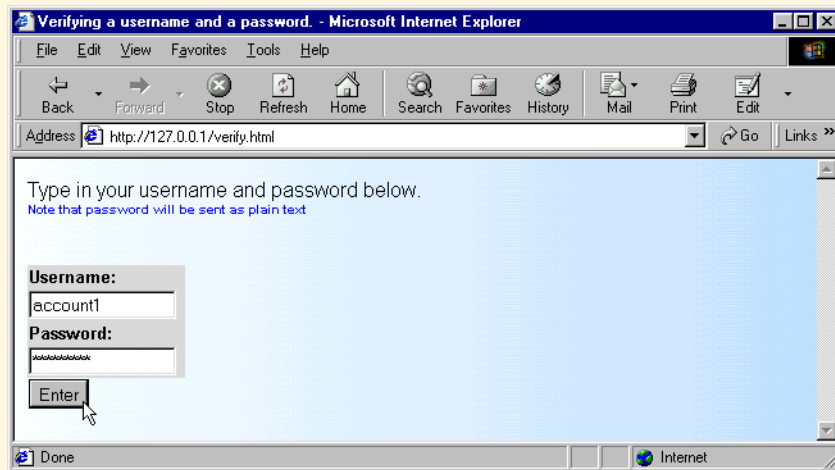 Verifying a username and a password. - Microsoft Internet Explorer
File Edit View Favorites Tools Help
Back Forward Stop Refresh Home Search Favorites History Mail Print Edit
Address http://127.0.0.1/verify.html Go Links »
Type in your username and password below.
Note that password will be sent as plain text
Username:
account1
Password:
**********
Enter
Done Internet